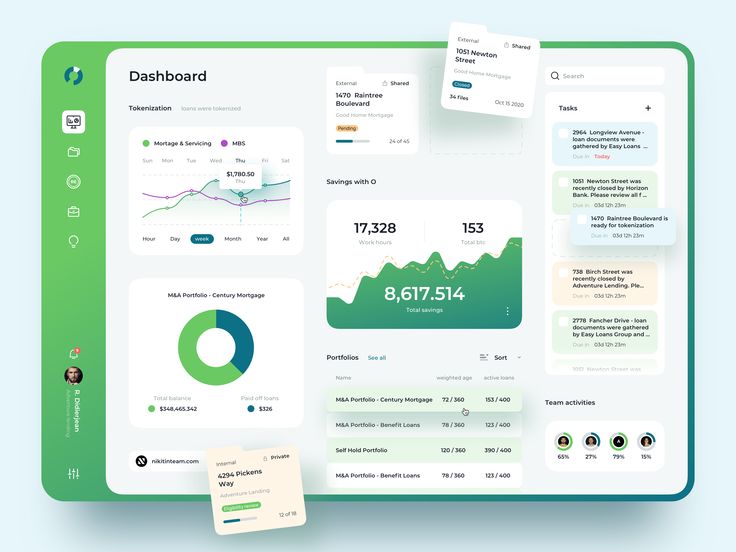 Dashboard
Tokenization
loans were tokenized
Mortage & Servicing
MBS
Sun Mon Tue Wed Thu Fri Sat
$1,780.50
Thu
Hour Day week Month Year All
M&A Portfolio - Century Mortgage
Total balance
Paid off loans
$348,465.342
$326
nikitinteam.com
R. Didierjean
Adventure lending
Internal
Private
4294 Pickens
Way
Adventure Landing
Eligibility review
12 of 18
External
Shared
1470 Raintree
Boulevard
Good Home Mortgage
Pending
24 of 45
External
Shared
1051 Newton
Street
Good Home Mortgage
Closed
34 Files
Oct 15 2020
Savings with O
17,328
Work hours
153
Total btc
8,617.514
Total savings
Portfolios
See all
Sort
Name
weighted age
active loans
M&A Portfolio - Century Mortgage 72 / 360 153 / 400
M&A Portfolio - Benefit Loans 78 / 360 123 / 400
Self Hold Portfolio 120 / 360 390 / 400
M&A Portfolio - Benefit Loans 78 / 360 123 / 400
Search
Tasks
+
2964 Longview Avenue -
loan documents were
gathered by Easy Loans ...
Due in Today
1051 Newton Street was
recently closed by Horizon
Bank. Please review all f ...
Due in 03d 12h 23m
1470 Raintree Boulevard is
ready for tokenization
Due in 03d 12h 23m
738 Birch Street was
recently closed by
Adventure Lending. Ple...
Due in 03d 12h 23m
2778 Fancher Drive - loan
documents were gathered
by Easy Loans Group and ...
Due in 03d 12h 23m
1051 Newton Street was
Team activities
65% 27% 79% 15%